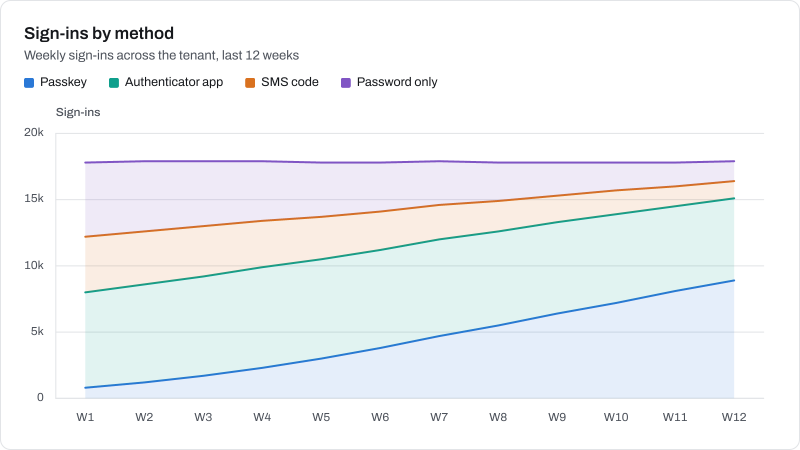 Sign-ins by method
Weekly sign-ins across the tenant, last 12 weeks
Passkey Authenticator app SMS code Password only
Sign-ins
20k
15k
10k
5k
0
W1 W2 W3 W4 W5 W6 W7 W8 W9 W10 W11 W12